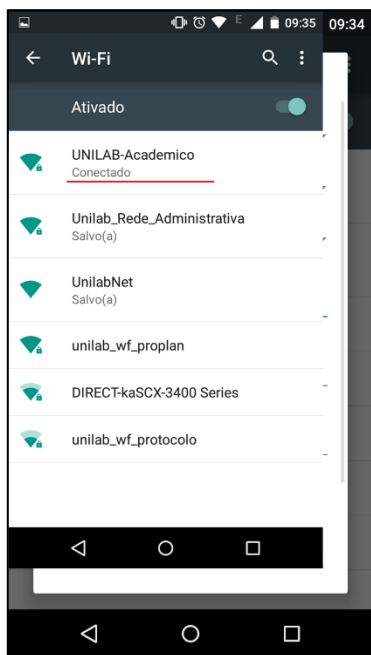 E 09:35 09:34
Wi-Fi
Ativado
UNILAB-Academico
Conectado
Unilab_Rede_Administrativa
Salvo(a)
UnilabNet
Salvo(a)
unilab_wf_proplan
DIRECT-kaSCX-3400 Series
unilab_wf_protocolo